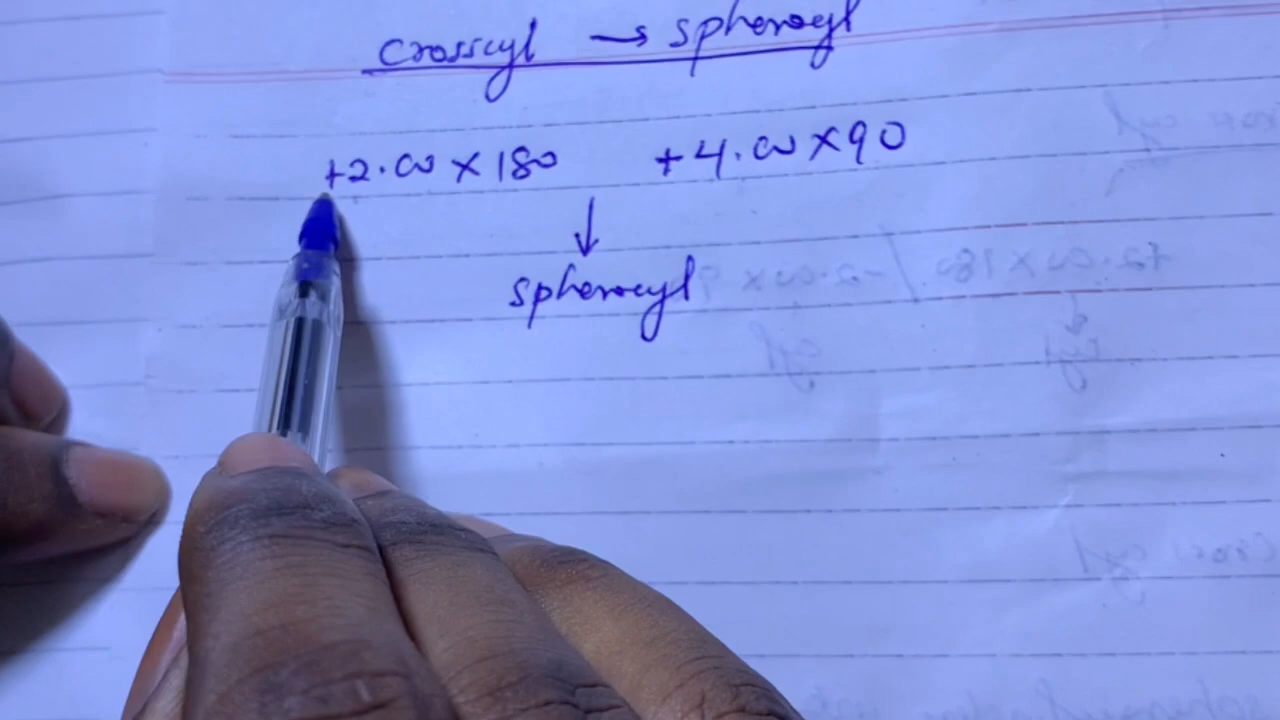 Crosscyl → spherocyl
+2.00 × 180 +4.00 × 90
↓
spherocyl